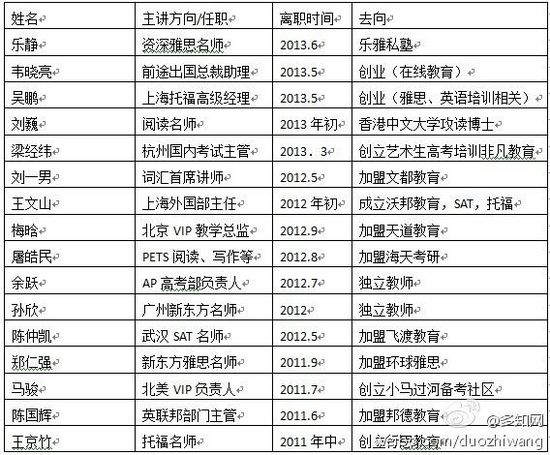 姓名 主讲方向/任职 离职时间 去向
乐静 资深雅思名师 2013.6 乐雅私塾
韦晓亮 前途出国总裁助理 2013.5 创业（在线教育）
吴鹏 上海托福高级经理 2013.5 创业（雅思、英语培训相关）
刘巍 阅读名师 2013 年初 香港中文大学攻读博士
梁经纬 杭州国内考试主管 2013．3 创立艺术生高考培训非凡教育
刘一男 词汇首席讲师 2012.5 加盟文都教育
王文山 上海外国部主任 2012 年初 成立沃邦教育，SAT，托福
梅晗 北京 VIP 教学总监 2012.9 加盟天道教育
屠皓民 PETS 阅读、写作等 2012.8 加盟海天考研
余跃 AP 高考部负责人 2012.7 独立教师
孙欣 广州新东方名师 2012 独立教师
陈仲凯 武汉 SAT 名师 2012.5 加盟飞渡教育
郑仁强 新东方雅思名师 2011.9 加盟环球雅思
马骏 北美 VIP 负责人 2011.7 创立小马过河备考社区
陈国辉 英联邦部门主管 2011.6 加盟邦德教育
王京竹 托福名师 2011 年中 创立 教育
@多知网
duozhiwang